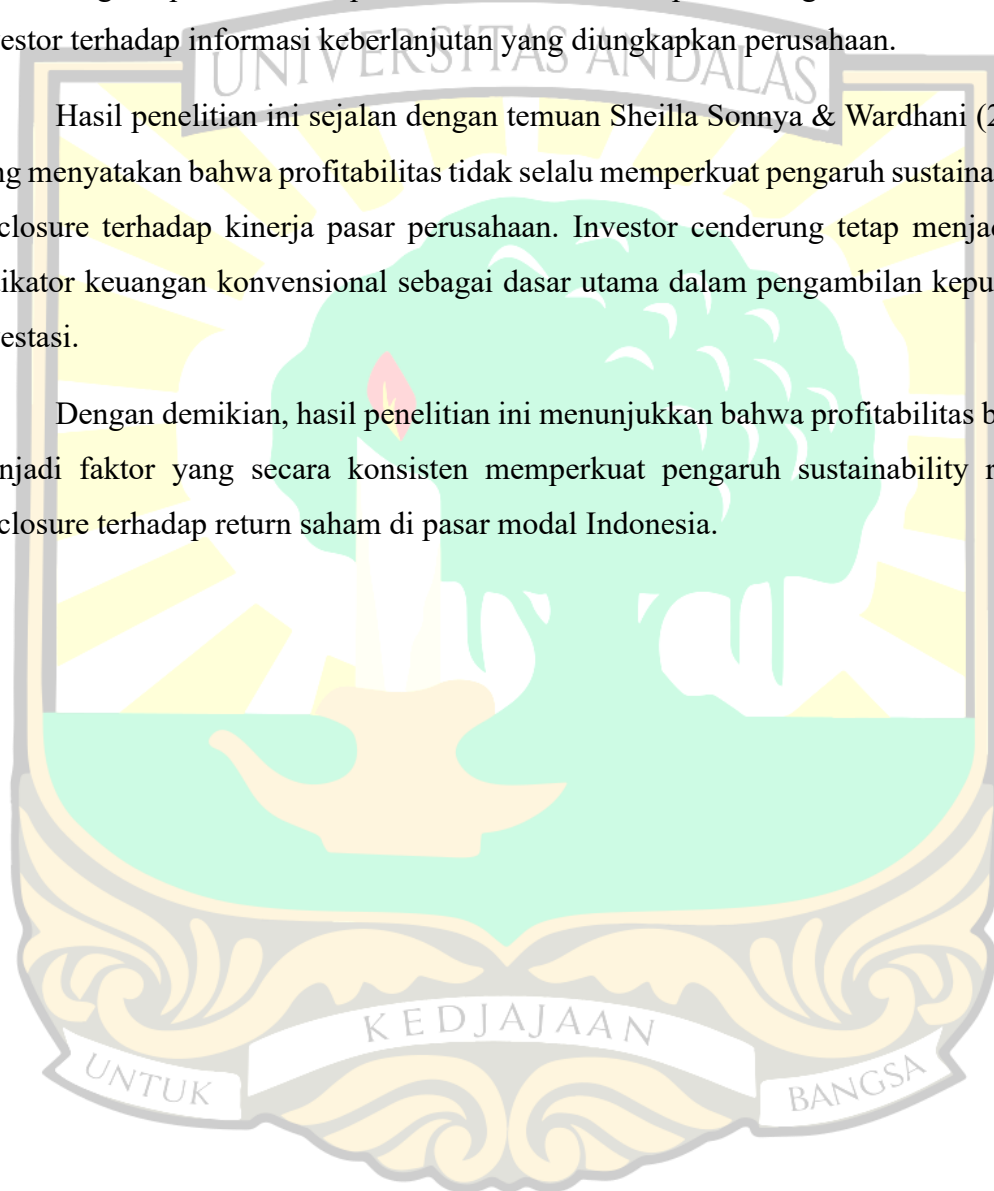 estor terhadap informasi keberlanjutan yang diungkapkan perusahaan.
UNIVERSITAS ANDALAS
Hasil penelitian ini sejalan dengan temuan Sheilla Sonnya & Wardhani (2
ng menyatakan bahwa profitabilitas tidak selalu memperkuat pengaruh sustaina
closure terhadap kinerja pasar perusahaan. Investor cenderung tetap menjad
ikator keuangan konvensional sebagai dasar utama dalam pengambilan kepu
estasi.
Dengan demikian, hasil penelitian ini menunjukkan bahwa profitabilitas b
njadi faktor yang secara konsisten memperkuat pengaruh sustainability r
closure terhadap return saham di pasar modal Indonesia.
UNTUK
KEDJAJAAN
BANGSA